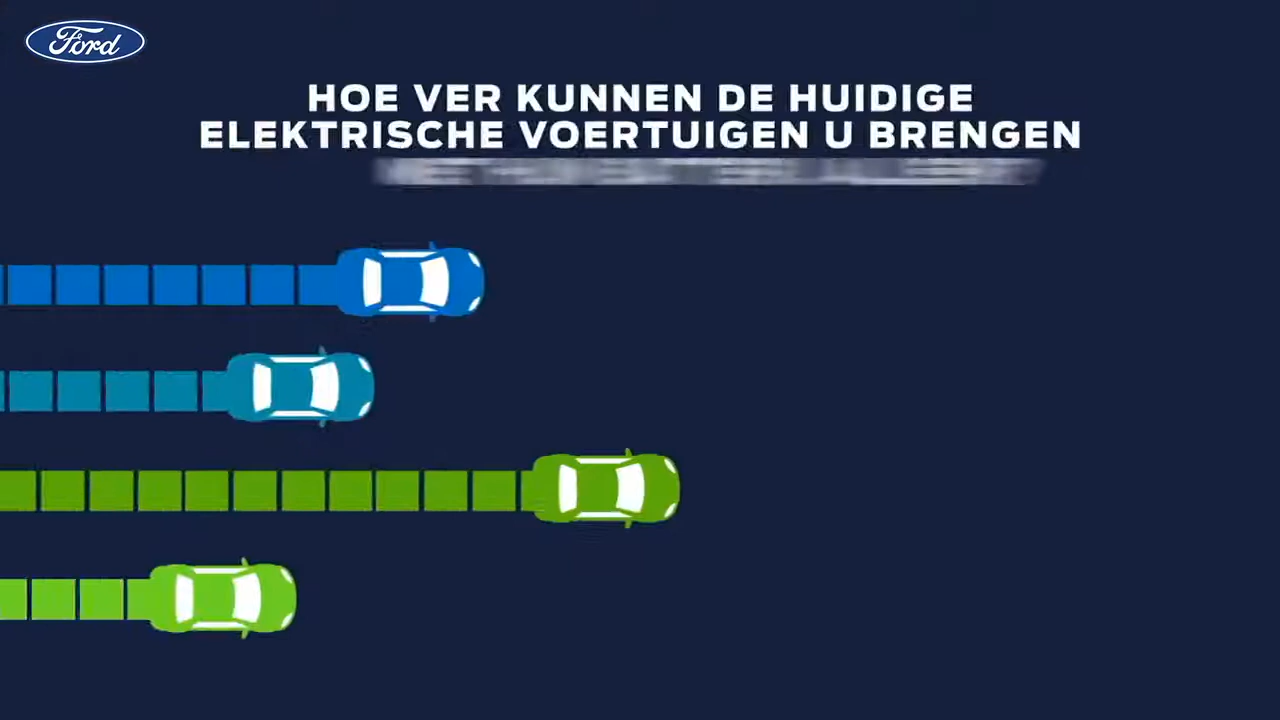 Ford
HOE VER KUNNEN DE HUIDIGE
ELEKTRISCHE VOERTUIGEN U BRENGEN